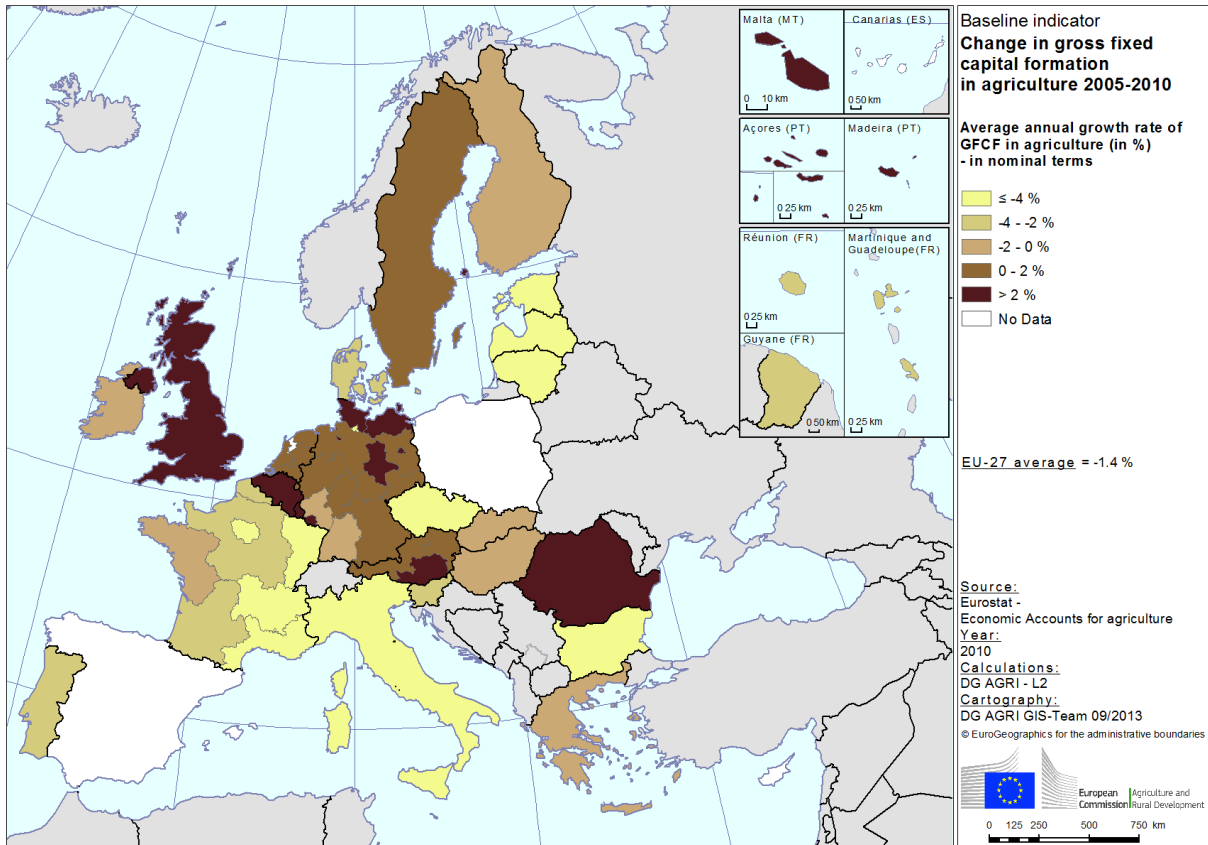 Malta (MT)
0 10 km
Canarias (ES)
0 50 km
Açores (PT)
0 25 km
Madeira (PT)
0 25 km
Réunion (FR)
0 25 km
Martinique and
Guadeloupe(FR)
0 25 km
Guyane (FR)
0 50 km
Baseline indicator
Change in gross fixed
capital formation
in agriculture 2005-2010
Average annual growth rate of
GFCF in agriculture (in %)
- in nominal terms
≤ -4 %
-4 - -2 %
-2 - 0 %
0 - 2 %
> 2 %
No Data
EU-27 average = -1.4 %
Source:
Eurostat -
Economic Accounts for agriculture
Year:
2010
Calculations:
DG AGRI - L2
Cartography:
DG AGRI GIS-Team 09/2013
© EuroGeographics for the administrative boundaries
European
Commission
Agriculture and
Rural Development
0 125 250 500 750 km